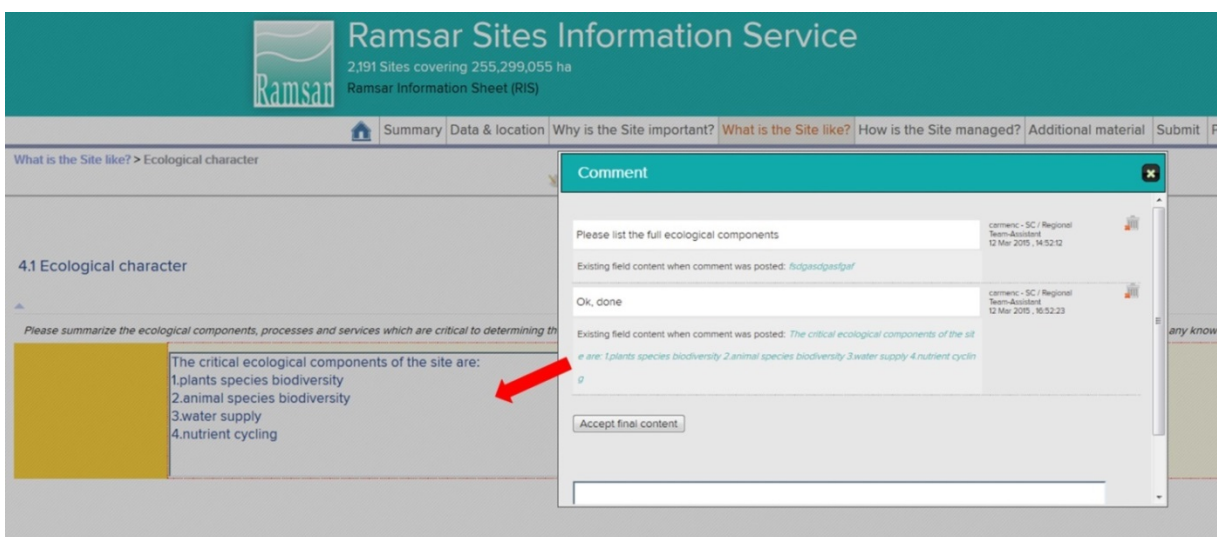 Ramsar
Ramsar Sites Information Service
2,191 Sites covering 255,299,055 ha
Ramsar Information Sheet (RIS)
Summary Data & location Why is the Site important? What is the Site like? How is the Site managed? Additional material Submit
What is the Site like? > Ecological character
4.1 Ecological character
Please summarize the ecological components, processes and services which are critical to determining th
any know
The critical ecological components of the site are:
1.plants species biodiversity
2.animal species biodiversity
3.water supply
4.nutrient cycling
Comment
Please list the full ecological components
carmenc - SC / Regional
Team-Assistant
12 Mar 2015 , 14:52:12
Existing field content when comment was posted: fsdgasdgasfgaf
Ok, done
carmenc - SC / Regional
Team-Assistant
12 Mar 2015 , 16:52:23
Existing field content when comment was posted: The critical ecological components of the sit
e are: 1.plants species biodiversity 2.animal species biodiversity 3.water supply 4.nutrient cyclin
g
Accept final content